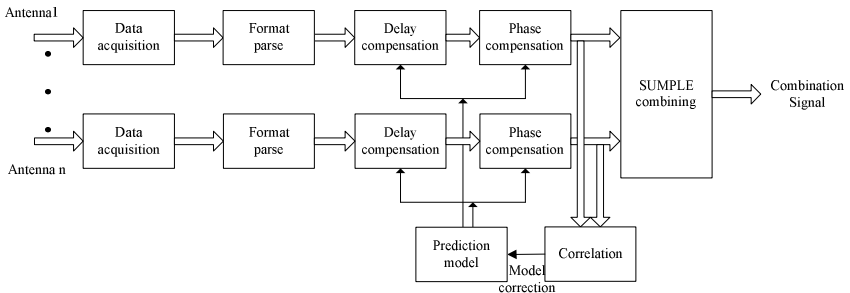 Antenna1
Data
acquisition
Format
parse
Delay
compensation
Phase
compensation
SUMPLE
combining
Combination
Signal
Data
acquisition
Format
parse
Delay
compensation
Phase
compensation
Antenna n
Prediction
model
Correlation
Model
correction